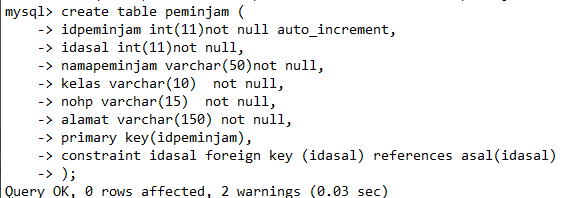 mysql> create table peminjam (
    -> idpeminjam int(11)not null auto_increment,
    -> idasal int(11)not null,
    -> namapeminjam varchar(50)not null,
    -> kelas varchar(10)  not null,
    -> nohp varchar(15)  not null,
    -> alamat varchar(150) not null,
    -> primary key(idpeminjam),
    -> constraint idasal foreign key (idasal) references asal(idasal)
    -> );
Query OK, 0 rows affected, 2 warnings (0.03 sec)